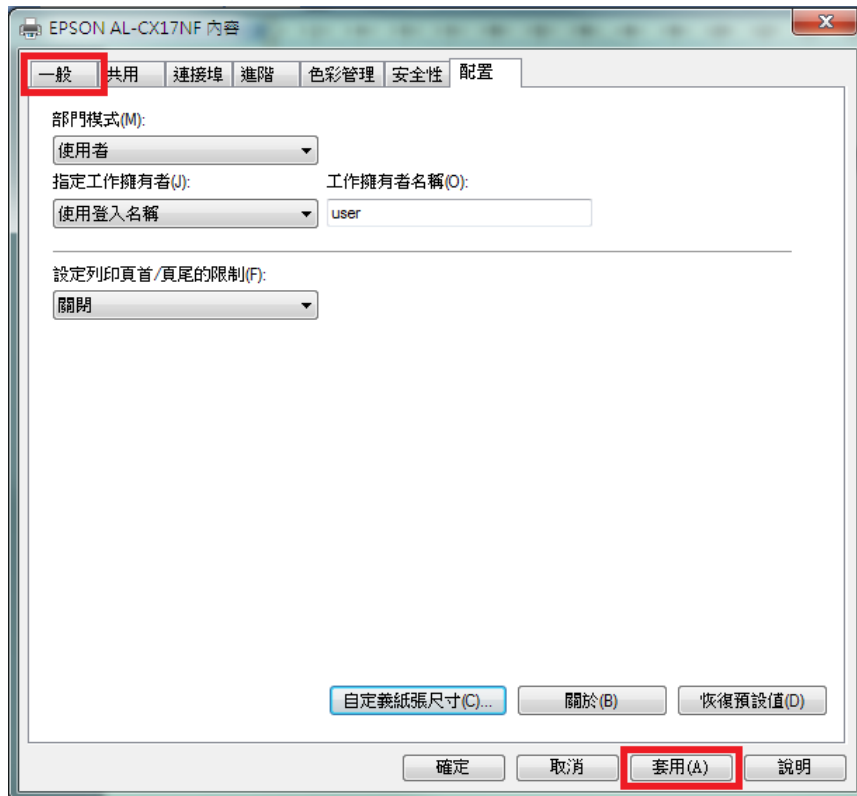 EPSON AL-CX17NF 內容
一般 共用 連接埠 進階 色彩管理 安全性 配置
部門模式(M):
使用者
指定工作擁有者(J): 工作擁有者名稱(O):
使用登入名稱 user
設定列印頁首/頁尾的限制(F):
關閉
自定義紙張尺寸(C)... 關於(B) 恢復預設值(D)
確定 取消 套用(A) 說明